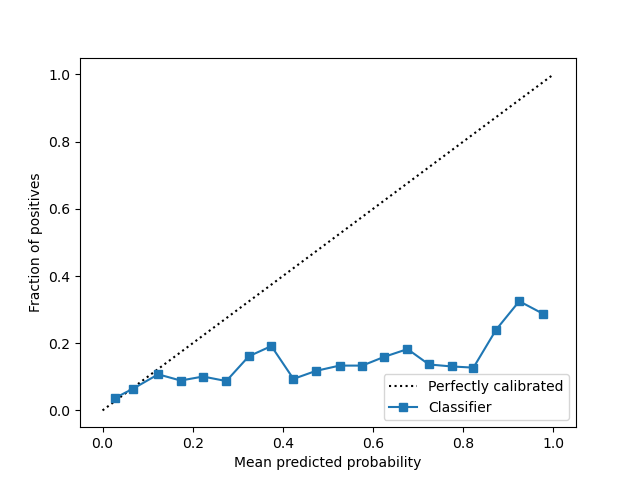 1.0
0.8
0.6
0.4
0.2
0.0
Fraction of positives
0.0 0.2 0.4 0.6 0.8 1.0
Mean predicted probability
Perfectly calibrated
Classifier